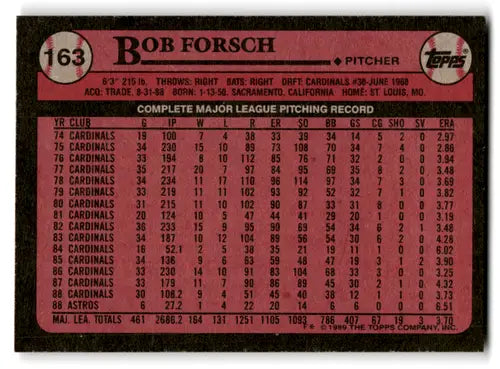 163
BOB FORSCH
PITCHER
TOPPS
6'3" 215 lb. THROWS: RIGHT BATS: RIGHT DRFT: CARDINALS #38-JUNE 1968
ACQ: TRADE, 8-31-88 BORN: 1-13-50, SACRAMENTO, CALIFORNIA HOME: ST. LOUIS, MO.
COMPLETE MAJOR LEAGUE PITCHING RECORD
YR CLUB G IP W L R ER SO BB GS CG SHO SV ERA
74 CARDINALS 19 100 7 4 38 33 39 34 14 5 2 0 2.97
75 CARDINALS 34 230 15 10 89 73 108 70 34 7 4 0 2.86
76 CARDINALS 33 194 8 10 112 85 76 71 32 2 0 0 3.94
77 CARDINALS 35 217 20 7 97 84 95 69 35 8 2 0 3.48
78 CARDINALS 34 234 11 17 110 96 114 97 34 7 3 0 3.69
79 CARDINALS 33 219 11 11 102 93 92 52 32 7 1 0 3.82
80 CARDINALS 31 215 11 10 102 90 87 33 31 8 0 0 3.77
81 CARDINALS 20 124 10 5 47 44 41 29 20 1 0 0 3.19
82 CARDINALS 36 233 15 9 95 90 69 54 34 6 2 1 3.48
83 CARDINALS 34 187 10 12 104 89 56 54 30 6 2 0 4.28
84 CARDINALS 16 52.1 2 5 38 35 21 19 11 1 0 0 6.02
85 CARDINALS 34 136 9 6 63 59 48 47 19 3 1 2 3.90
86 CARDINALS 33 230 14 10 91 83 104 68 33 3 0 0 3.25
87 CARDINALS 33 179 11 7 90 86 89 45 30 2 1 0 4.32
88 CARDINALS 30 108.2 9 4 51 45 40 38 12 1 1 0 3.73
88 ASTROS 6 27.2 1 4 22 20 14 6 6 0 0 0 6.51
MAJ. LEA. TOTALS 461 2686.2 164 131 1251 1105 1093 786 407 67 19 3 3.70
© 1989 THE TOPPS COMPANY, INC.